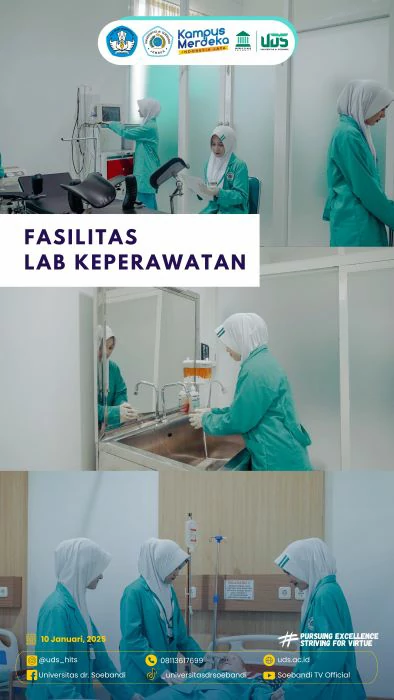 Kampus
Merdeka
INDONESIA JAYA
UDS
FASILITAS
LAB KEPERAWATAN
10 Januari, 2025
PURSUING EXCELLENCE
STRIVING FOR VIRTUE
@uds_hits
08113617699
uds.ac.id
Universitas dr. Soebandi
_universitasdrsoebandi
Soebandi TV Official